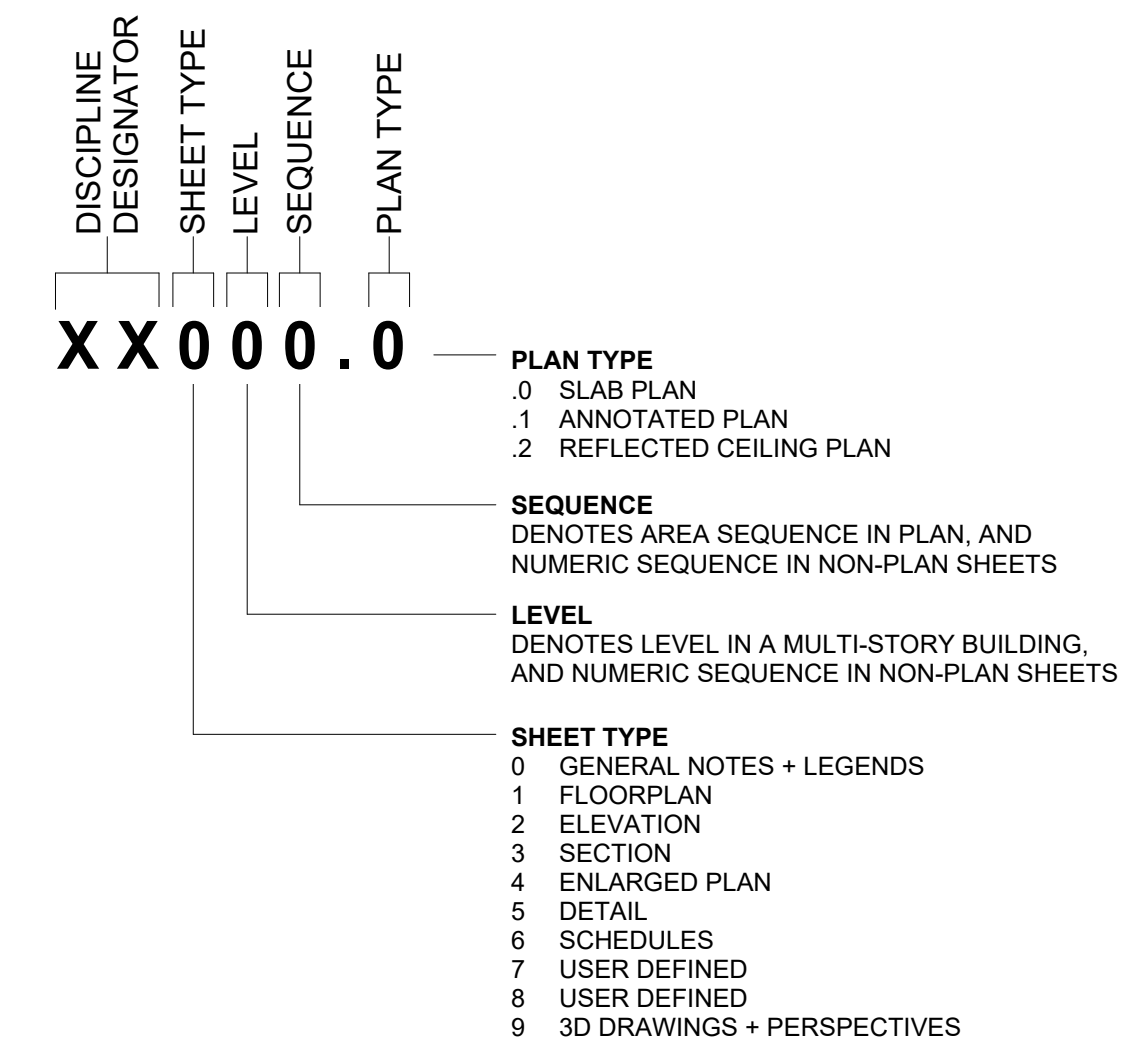 DISCIPLINE
DESIGNATOR
SHEET TYPE
LEVEL
SEQUENCE
PLAN TYPE
XX000.0
PLAN TYPE
.0 SLAB PLAN
.1 ANNOTATED PLAN
.2 REFLECTED CEILING PLAN
SEQUENCE
DENOTES AREA SEQUENCE IN PLAN, AND
NUMERIC SEQUENCE IN NON-PLAN SHEETS
LEVEL
DENOTES LEVEL IN A MULTI-STORY BUILDING,
AND NUMERIC SEQUENCE IN NON-PLAN SHEETS
SHEET TYPE
0 GENERAL NOTES + LEGENDS
1 FLOORPLAN
2 ELEVATION
3 SECTION
4 ENLARGED PLAN
5 DETAIL
6 SCHEDULES
7 USER DEFINED
8 USER DEFINED
9 3D DRAWINGS + PERSPECTIVES